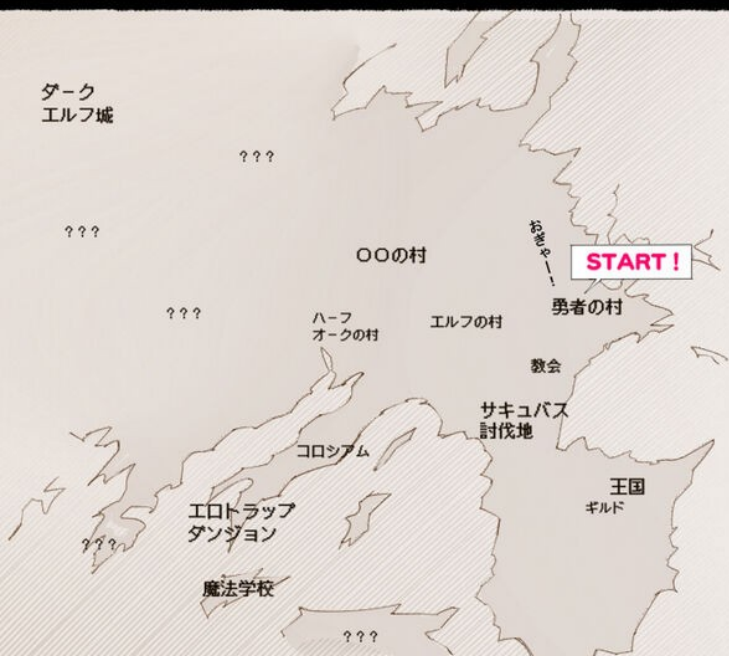 ダーク
エルフ城
???
???
おぎゃーー!
〇〇の村
START!
勇者の村
???
ハーフ
オークの村
エルフの村
教会
サキュバス
討伐地
コロシアム
王国
ギルド
エロトラップ
ダンジョン
???
魔法学校
???